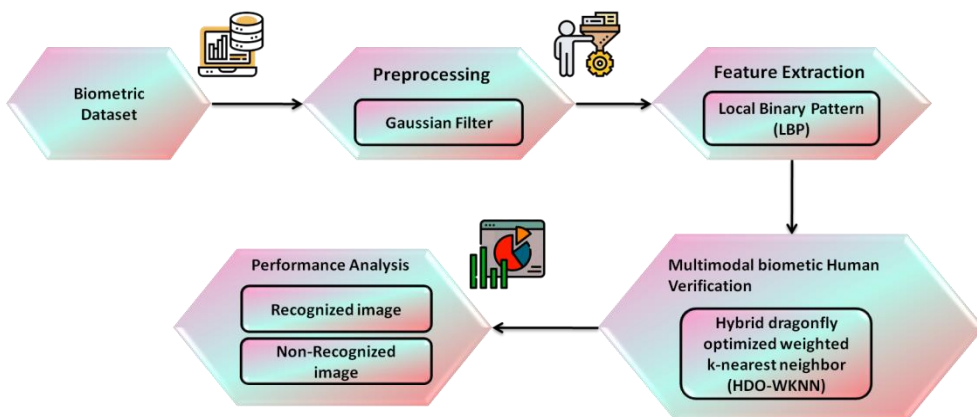 Biometric
Dataset
Preprocessing
Gaussian Filter
Feature Extraction
Local Binary Pattern
(LBP)
Multimodal biometic Human
Verification
Hybrid dragonfly
optimized weighted
k-nearest neighbor
(HDO-WKNN)
Performance Analysis
Recognized image
Non-Recognized
image